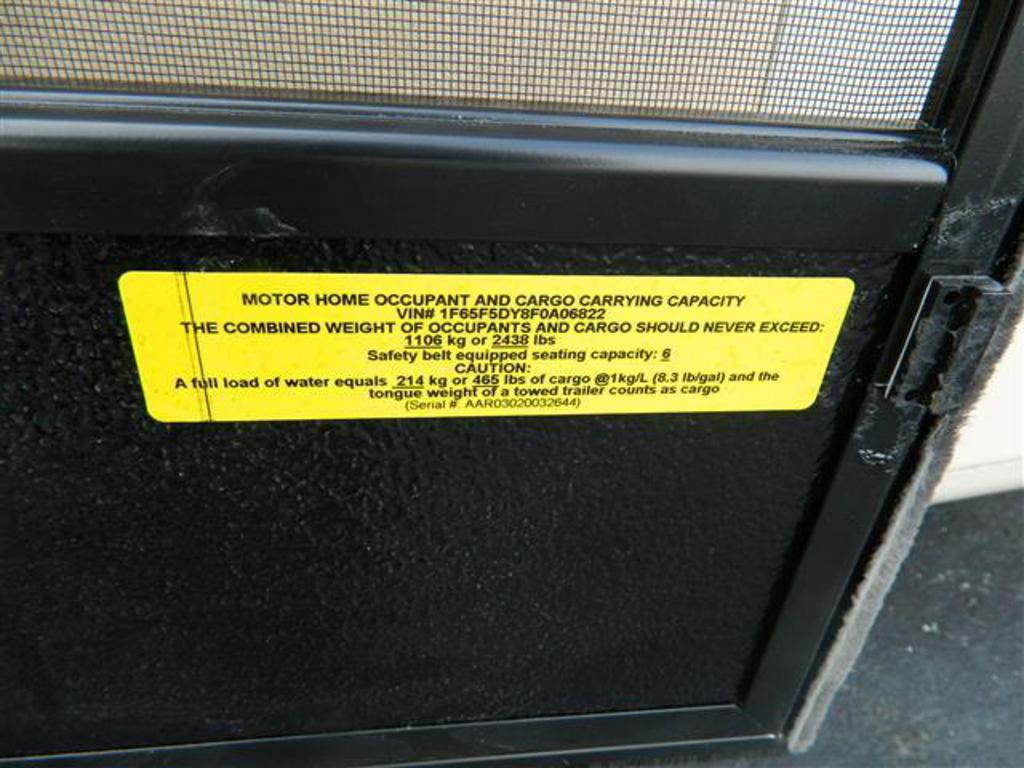 MOTOR HOME OCCUPANT AND CARGO CARRYING CAPACITY
VIN# 1F65F5DY8F0A06822
THE COMBINED WEIGHT OF OCCUPANTS AND CARGO SHOULD NEVER EXCEED:
1106 kg or 2438 lbs
Safety belt equipped seating capacity: 6
CAUTION:
A full load of water equals 214 kg or 465 lbs of cargo @1kg/L (8.3 lb/gal) and the
tongue weight of a towed trailer counts as cargo
(Serial #: AAR03020032644)